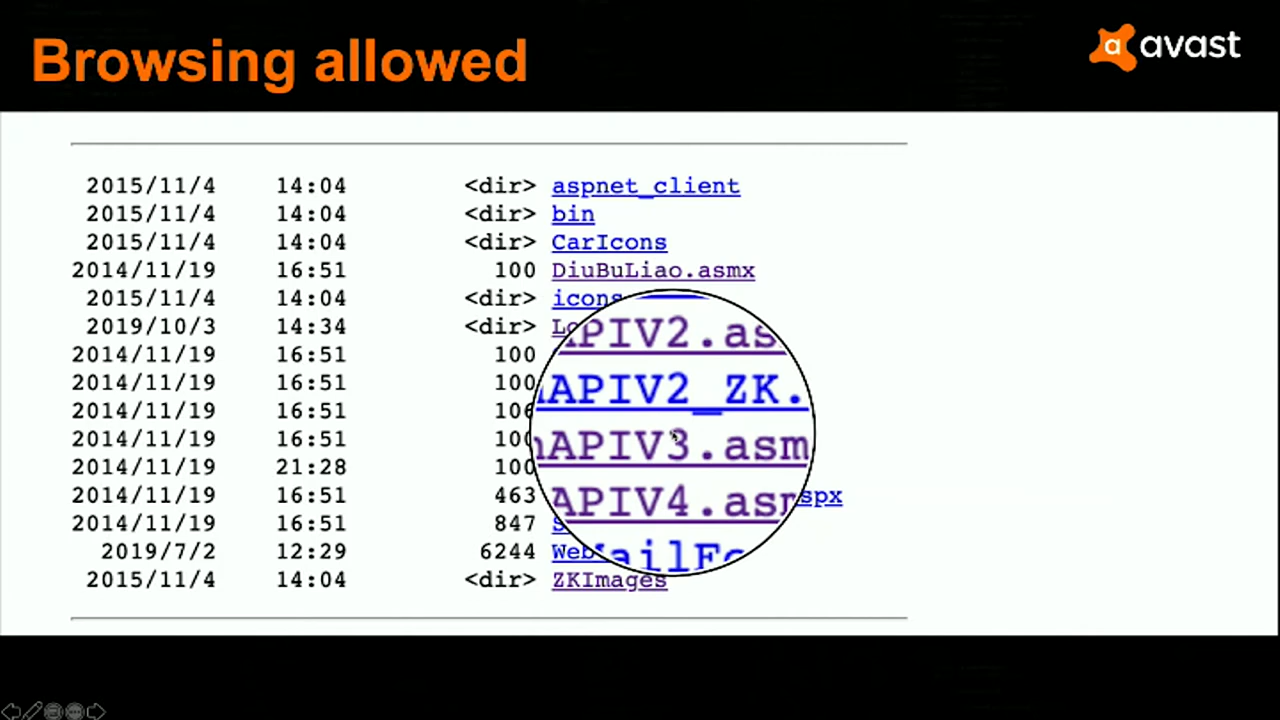 Browsing allowed
avast
2015/11/4 14:04 <dir> aspnet_client
2015/11/4 14:04 <dir> bin
2015/11/4 14:04 <dir> CarIcons
2014/11/19 16:51 100 DiuBuLiao.asmx
2015/11/4 14:04 <dir> icons
2019/10/3 14:34 <dir>
2014/11/19 16:51 100
2014/11/19 16:51 100
2014/11/19 16:51 106
2014/11/19 16:51 100
2014/11/19 21:28 100
2014/11/19 16:51 463 spx
2014/11/19 16:51 847
2019/7/2 12:29 6244 Web
2015/11/4 14:04 <dir> ZKImages
PIV2.as
APIV2_ZK.
APIV3.asm
APIV4.as